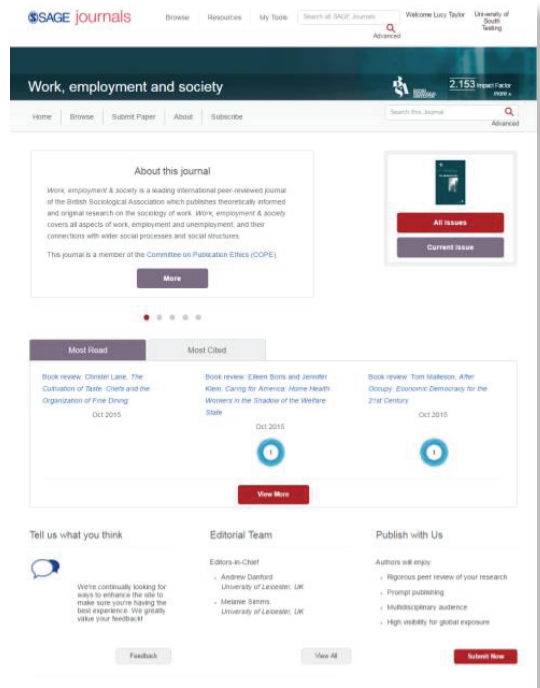 SAGE journals
Browse Resources My Tools Search all SAGE Journals Welcome Lucy Taylor University of
South
Testing
Advanced
Work, employment and society
2.153 Impact Factor
more »
Home Browse Submit Paper About Subscribe Search this Journal
Advanced
About this journal
Work, employment & society is a leading international peer-reviewed journal
of the British Sociological Association which publishes theoretically informed
and original research on the sociology of work. Work, employment & society
covers all aspects of work, employment and unemployment, and their
connections with wider social processes and social structures.
This journal is a member of the Committee on Publication Ethics (COPE)
More
All issues
Current Issue
Most Read Most Cited
Book review: Christel Lane, The
Cultivation of Taste: Chefs and the
Organization of Fine Dining
Oct 2015
Book review: Eileen Boris and Jennifer
Klein, Caring for America: Home Health
Workers in the Shadow of the Welfare
State
Oct 2015
1
Book review: Tom Malleson, After
Occupy: Economic Democracy for the
21st Century
Oct 2015
1
View More
Tell us what you think
We're continually looking for
ways to enhance the site to
make sure you're having the
best experience. We greatly
value your feedback!
Feedback
Editorial Team
Editors-in-Chief
Andrew Danford
University of Leicester, UK
Melanie Simms
University of Leicester, UK
View All
Publish with Us
Authors will enjoy
Rigorous peer review of your research
Prompt publishing
Multidisciplinary audience
High visibility for global exposure
Submit Now